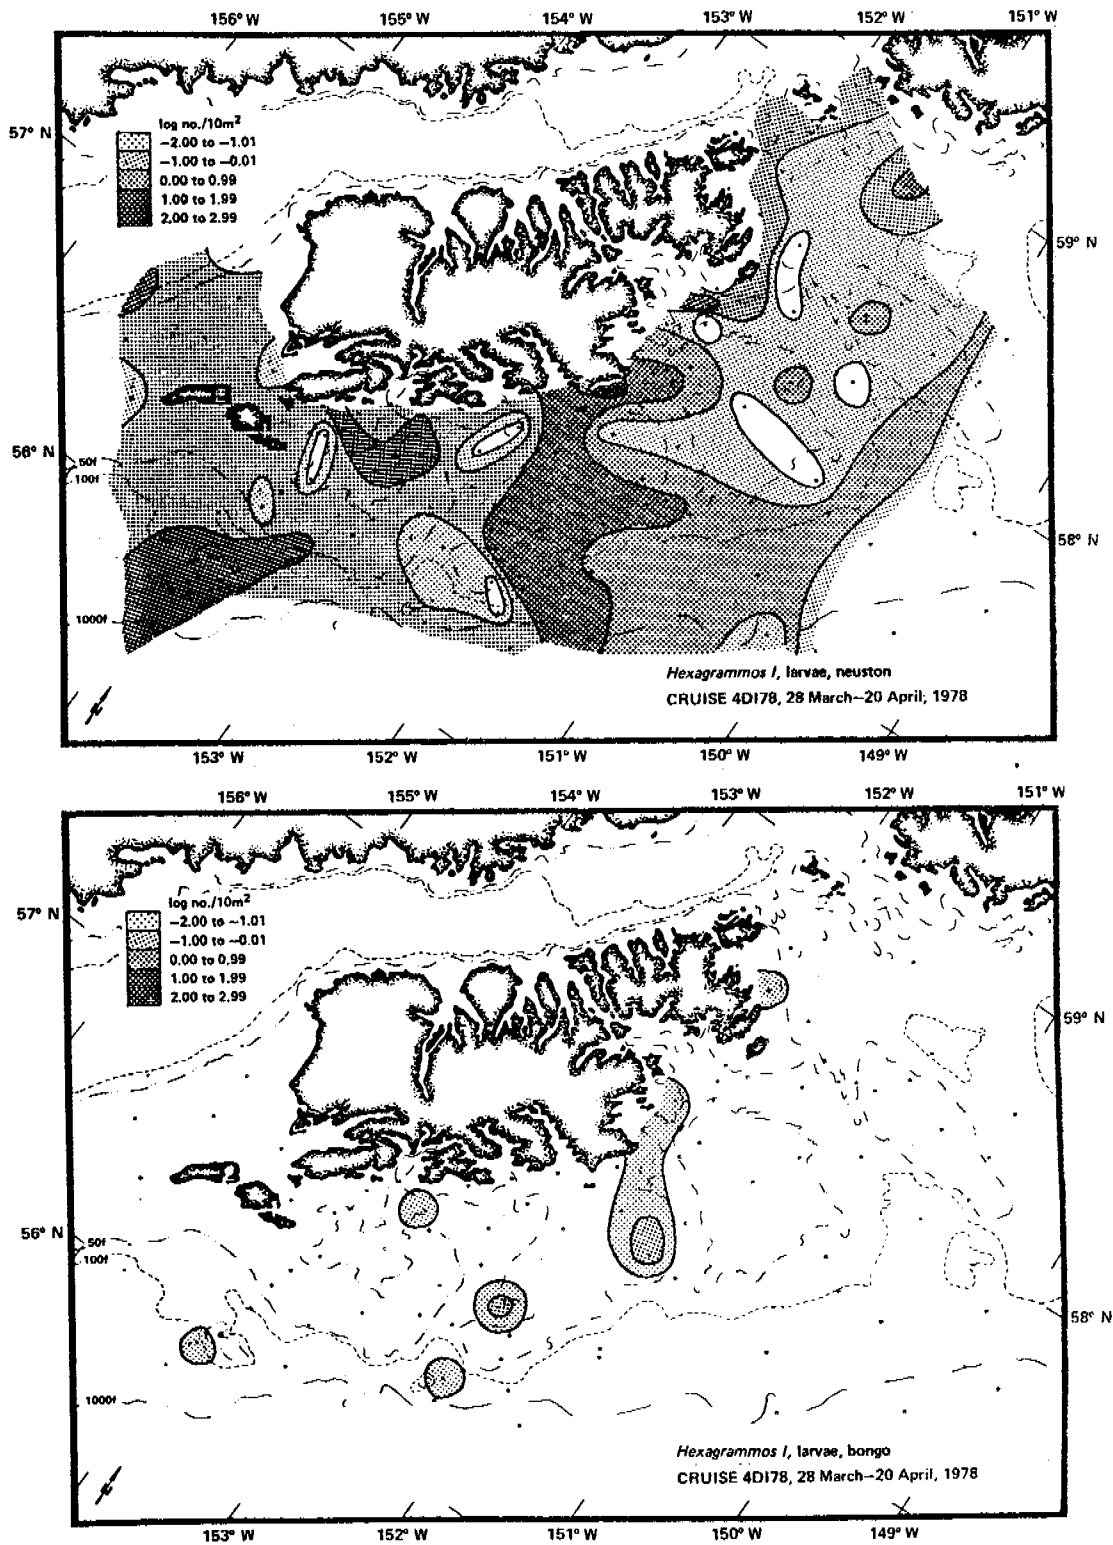 156° W 155° W 154° W 153° W 152° W 151° W
57° N
log no./10m²
−2.00 to −1.01
−1.00 to −0.01
0.00 to 0.99
1.00 to 1.99
2.00 to 2.99
59° N
56° N
50f
100f
58° N
1000f
Hexagrammos I, larvae, neuston
CRUISE 4DI78, 28 March−20 April, 1978
N
153° W 152° W 151° W 150° W 149° W
156° W 155° W 154° W 153° W 152° W 151° W
57° N
log no./10m²
−2.00 to −1.01
−1.00 to −0.01
0.00 to 0.99
1.00 to 1.99
2.00 to 2.99
59° N
56° N
50f
100f
58° N
1000f
Hexagrammos I, larvae, bongo
CRUISE 4DI78, 28 March−20 April, 1978
N
153° W 152° W 151° W 150° W 149° W